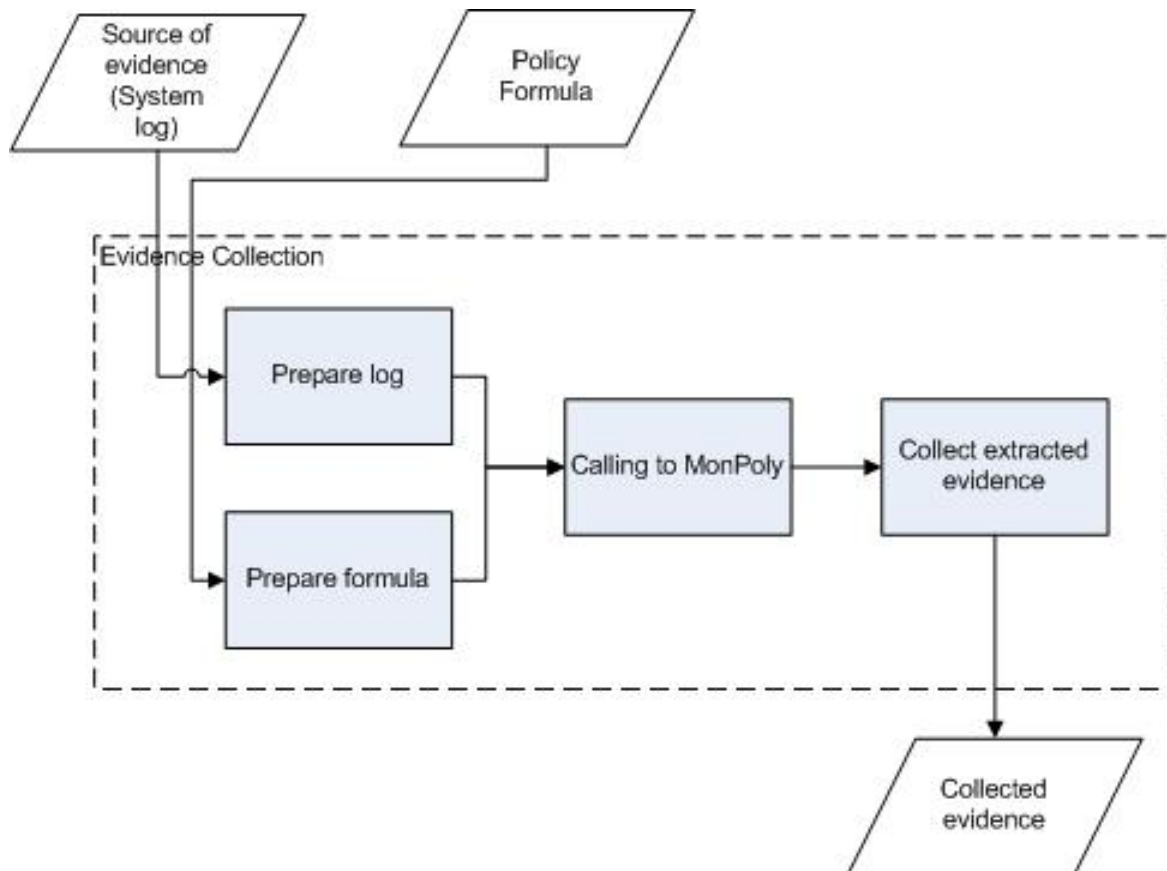 Source of
evidence
(System
log)
Policy
Formula
Evidence Collection
Prepare log
Prepare formula
Calling to MonPoly
Collect extracted
evidence
Collected
evidence